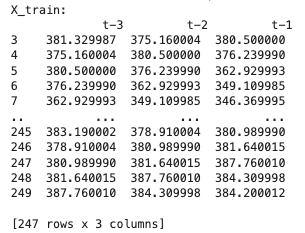 X_train:
t-3 t-2 t-1
3 381.329987 375.160004 380.500000
4 375.160004 380.500000 376.239990
5 380.500000 376.239990 362.929993
6 376.239990 362.929993 349.109985
7 362.929993 349.109985 346.369995
.. ... ... ...
245 383.190002 378.910004 380.989990
246 378.910004 380.989990 381.640015
247 380.989990 381.640015 387.760010
248 381.640015 387.760010 384.309998
249 387.760010 384.309998 384.200012
[247 rows x 3 columns]